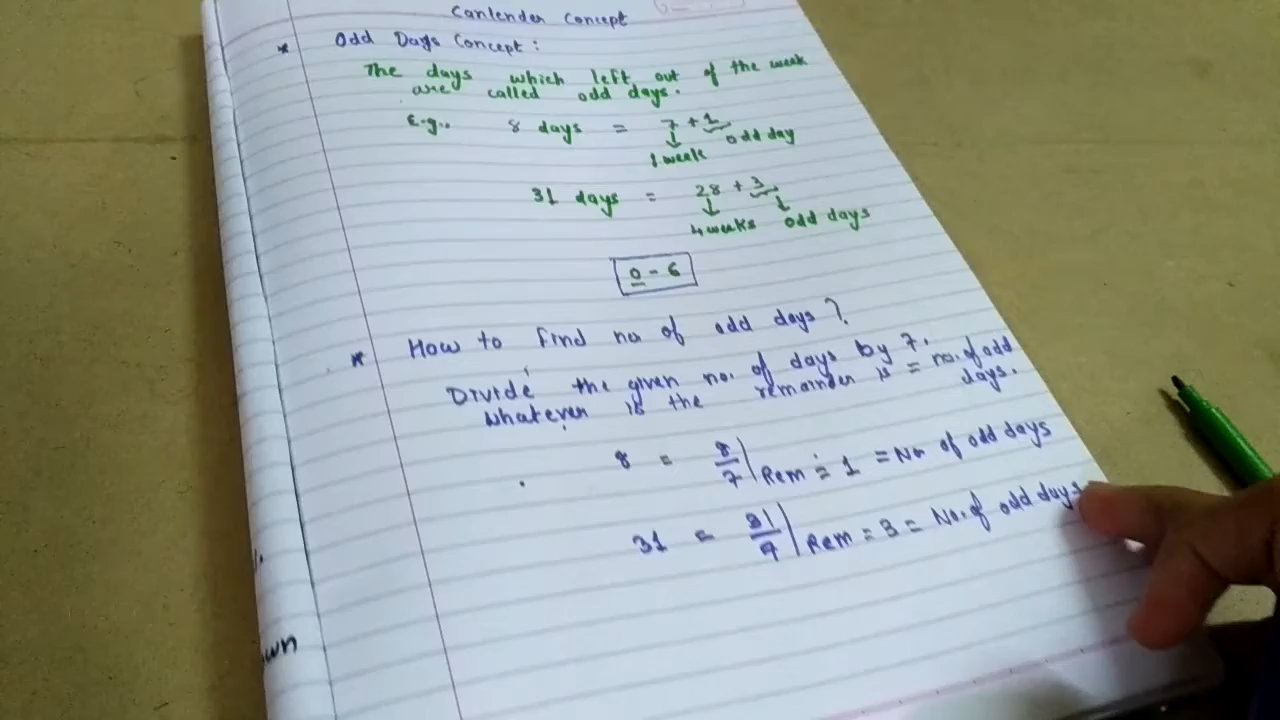 Canlender Concept
* Odd Days Concept :
The days which left out of the week
are called odd days.
E.g.. 8 days = 7 + 1
1 week odd day
31 days = 28 + 3
4 weeks odd days
0 - 6
* How to find no of odd days ?
Divide the given no. of days by 7.
Whatever is the remainder is = no. of odd
days.
8 = 8/7 | Rem = 1 = No of odd days
31 = 31/7 | Rem = 3 = No. of odd days
wn